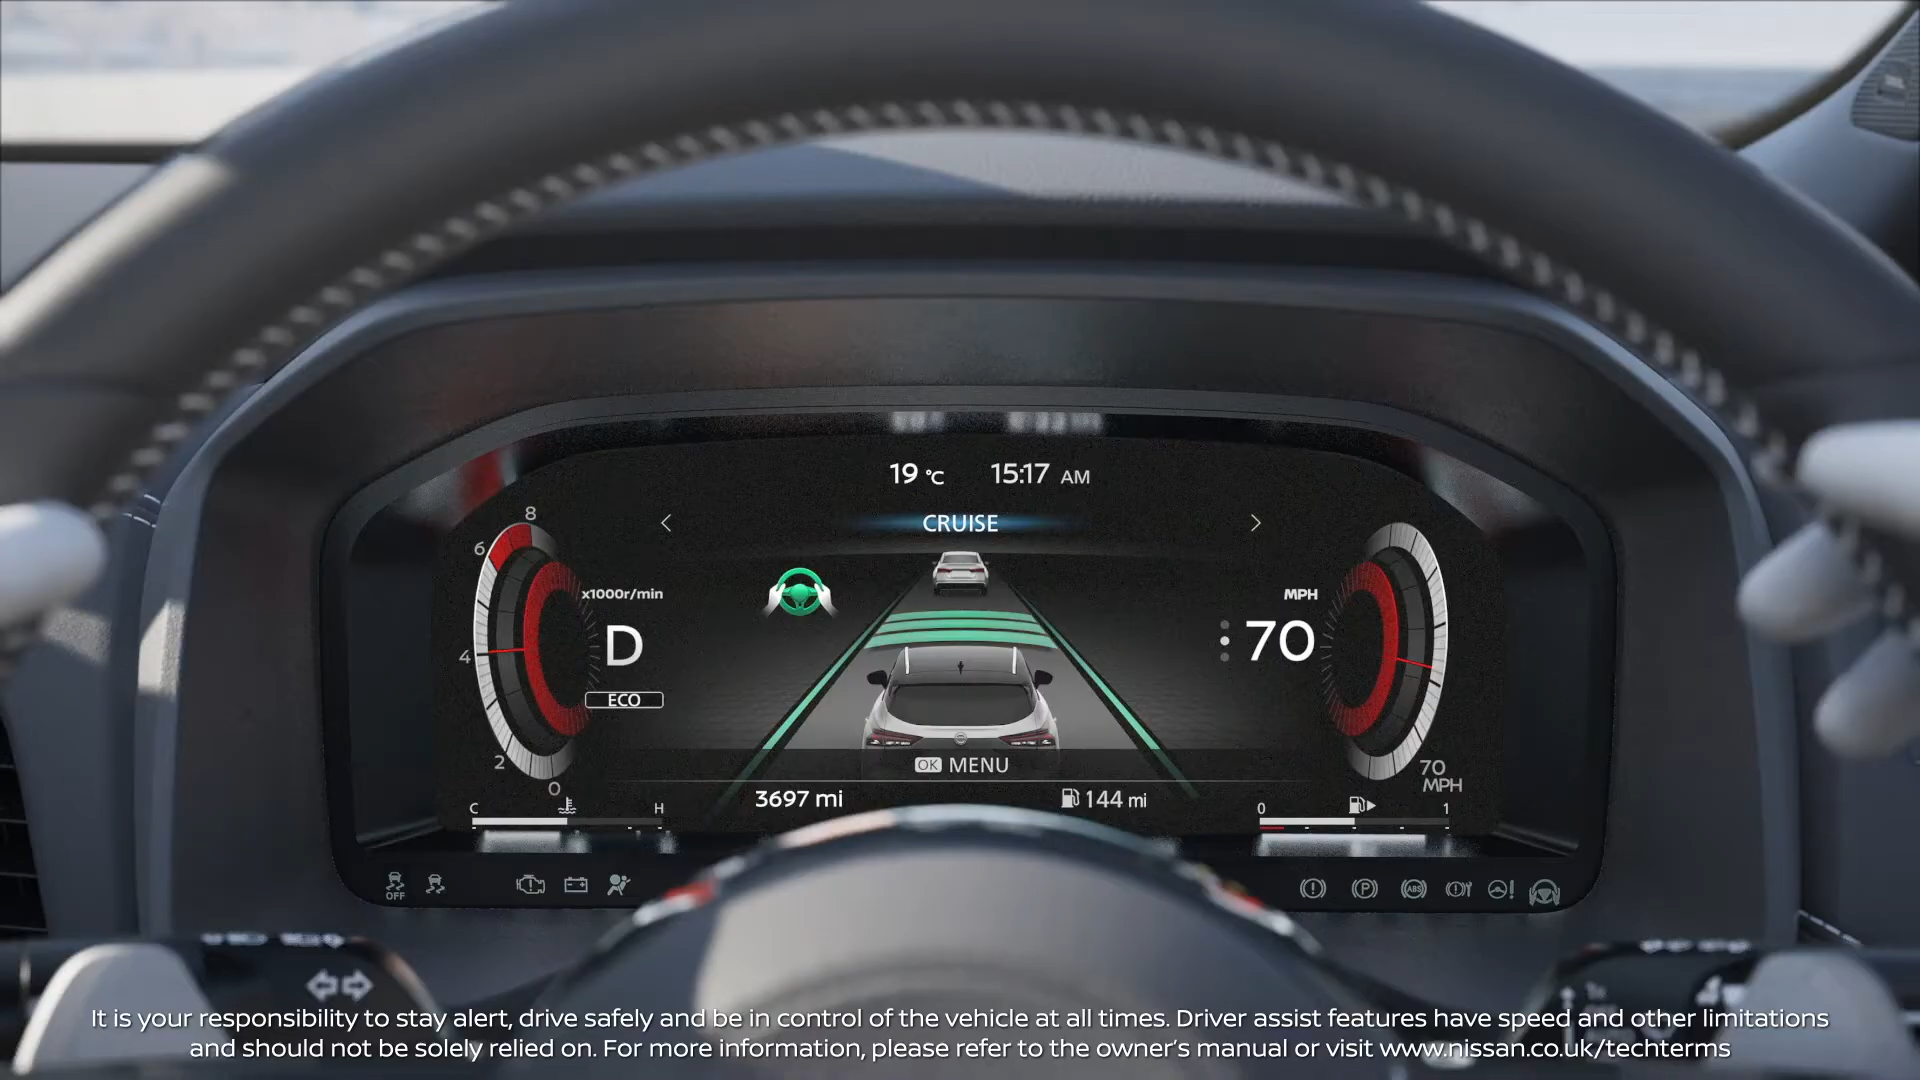 19 °C 15:17 AM
CRUISE
8
6
4
2
0
x1000r/min
D
ECO
MPH
70
70
MPH
OK MENU
3697 mi
144 mi
C H
0 1
OFF
P
ABS
It is your responsibility to stay alert, drive safely and be in control of the vehicle at all times. Driver assist features have speed and other limitations
and should not be solely relied on. For more information, please refer to the owner's manual or visit www.nissan.co.uk/techterms